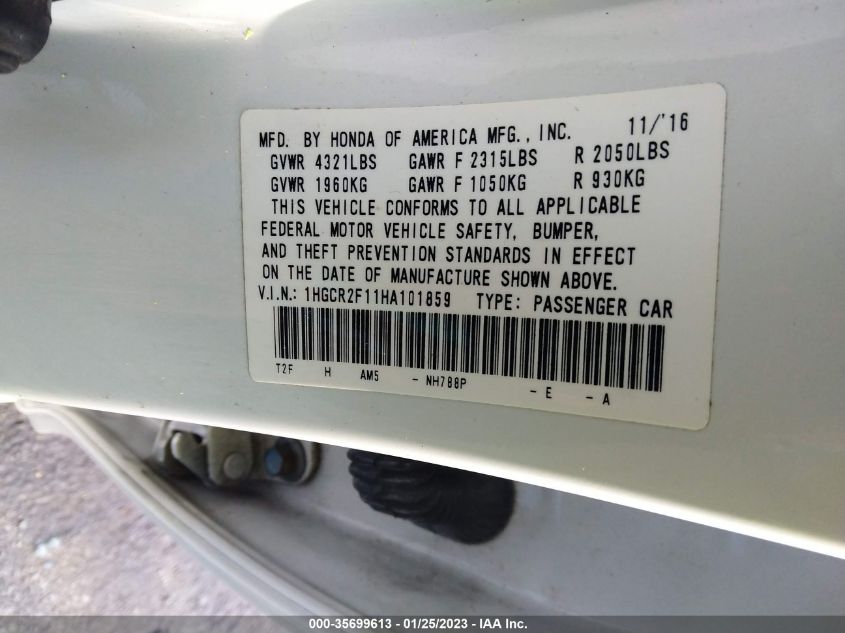 MFD. BY HONDA OF AMERICA MFG., INC. 11/'16
GVWR 4321LBS GAWR F 2315LBS R 2050LBS
GVWR 1960KG GAWR F 1050KG R 930KG
THIS VEHICLE CONFORMS TO ALL APPLICABLE
FEDERAL MOTOR VEHICLE SAFETY, BUMPER,
AND THEFT PREVENTION STANDARDS IN EFFECT
ON THE DATE OF MANUFACTURE SHOWN ABOVE.
V.I.N.: 1HGCR2F11HA101859 TYPE: PASSENGER CAR
T2F H AM5 - NH788P - E - A
000-35699613 - 01/25/2023 - IAA Inc.